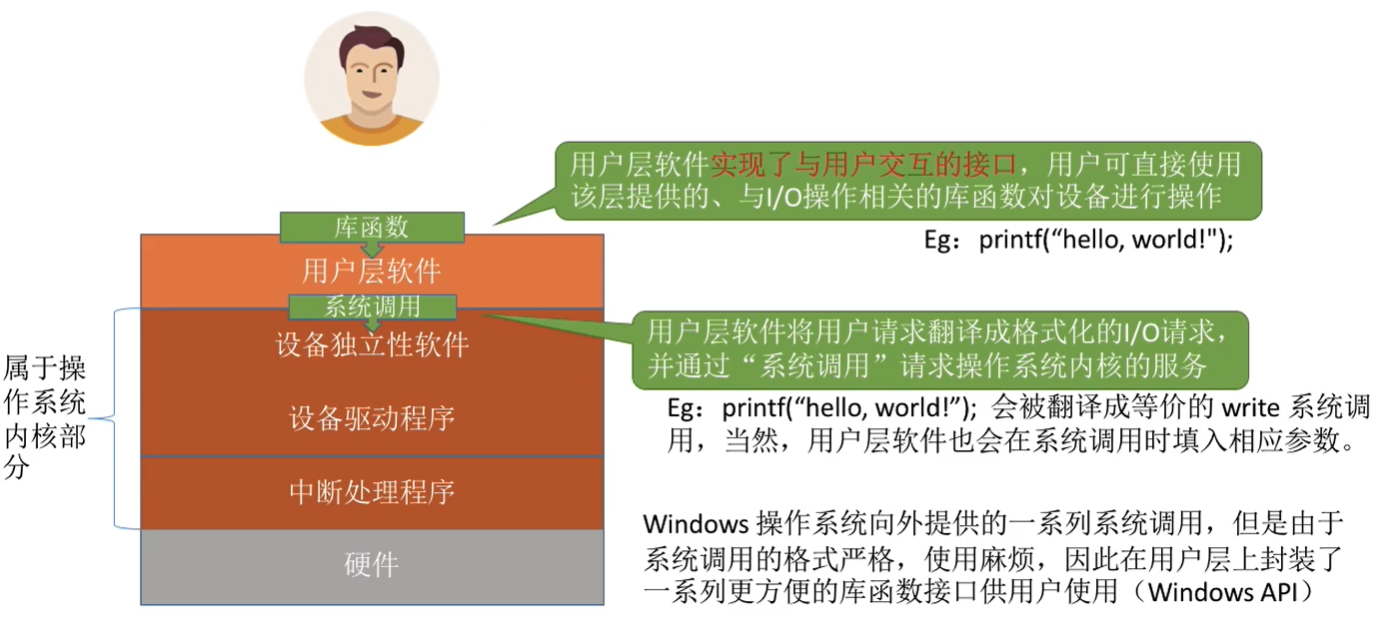 用户层软件实现了与用户交互的接口，用户可直接使用
该层提供的、与I/O操作相关的库函数对设备进行操作
Eg：printf(“hello, world!");
库函数
用户层软件
系统调用
设备独立性软件
设备驱动程序
中断处理程序
硬件
属于操
作系统
内核部
分
用户层软件将用户请求翻译成格式化的I/O请求，
并通过“系统调用”请求操作系统内核的服务
Eg：printf(“hello, world!”); 会被翻译成等价的 write 系统调
用，当然，用户层软件也会在系统调用时填入相应参数。
Windows 操作系统向外提供的一系列系统调用，但是由于
系统调用的格式严格，使用麻烦，因此在用户层上封装了
一系列更方便的库函数接口供用户使用（Windows API）